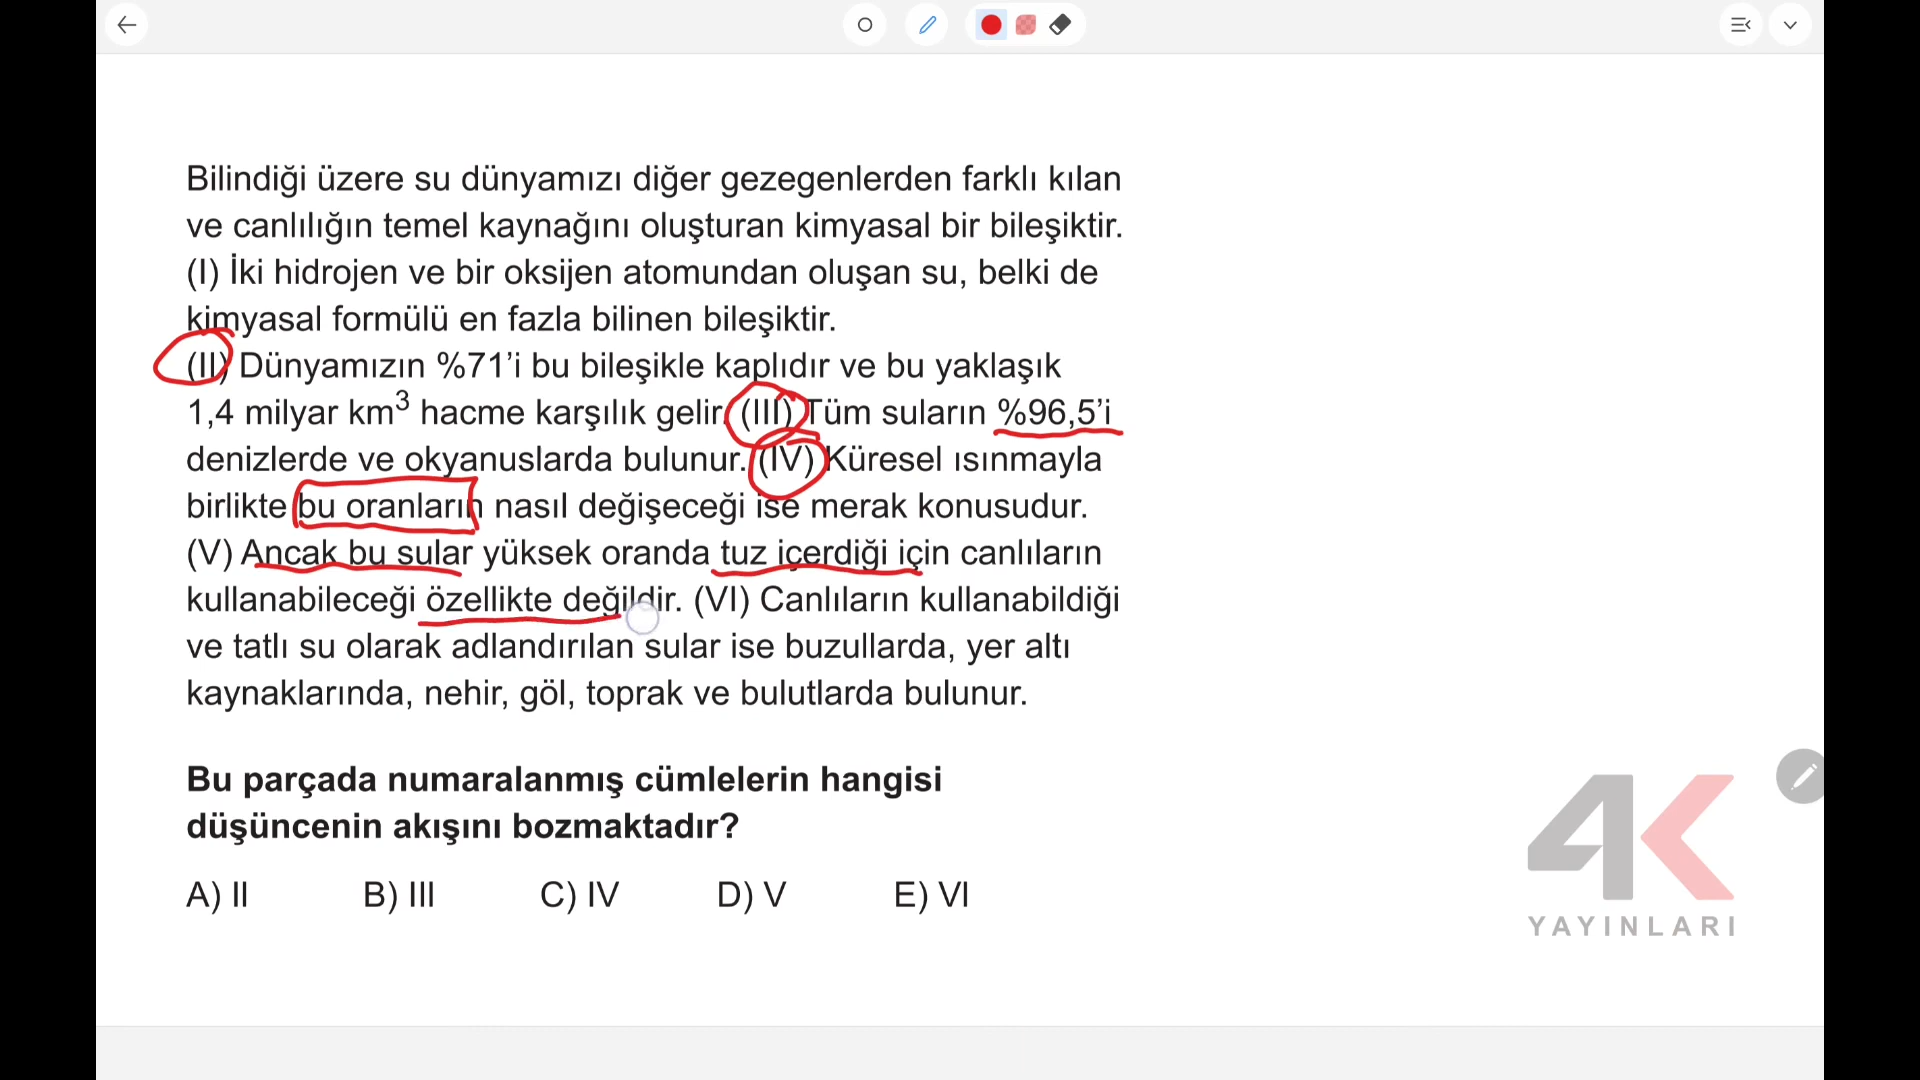 Bilindiği üzere su dünyamızı diğer gezegenlerden farklı kılan
ve canlılığın temel kaynağını oluşturan kimyasal bir bileşiktir.
(I) İki hidrojen ve bir oksijen atomundan oluşan su, belki de
kimyasal formülü en fazla bilinen bileşiktir.
(II) Dünyamızın %71’i bu bileşikle kaplıdır ve bu yaklaşık
1,4 milyar km³ hacme karşılık gelir. (III) Tüm suların %96,5’i
denizlerde ve okyanuslarda bulunur. (IV) Küresel ısınmayla
birlikte bu oranların nasıl değişeceği ise merak konusudur.
(V) Ancak bu sular yüksek oranda tuz içerdiği için canlıların
kullanabileceği özellikte değildir. (VI) Canlıların kullanabildiği
ve tatlı su olarak adlandırılan sular ise buzullarda, yer altı
kaynaklarında, nehir, göl, toprak ve bulutlarda bulunur.
Bu parçada numaralanmış cümlelerin hangisi
düşüncenin akışını bozmaktadır?
A) II B) III C) IV D) V E) VI
4K
YAYINLARI